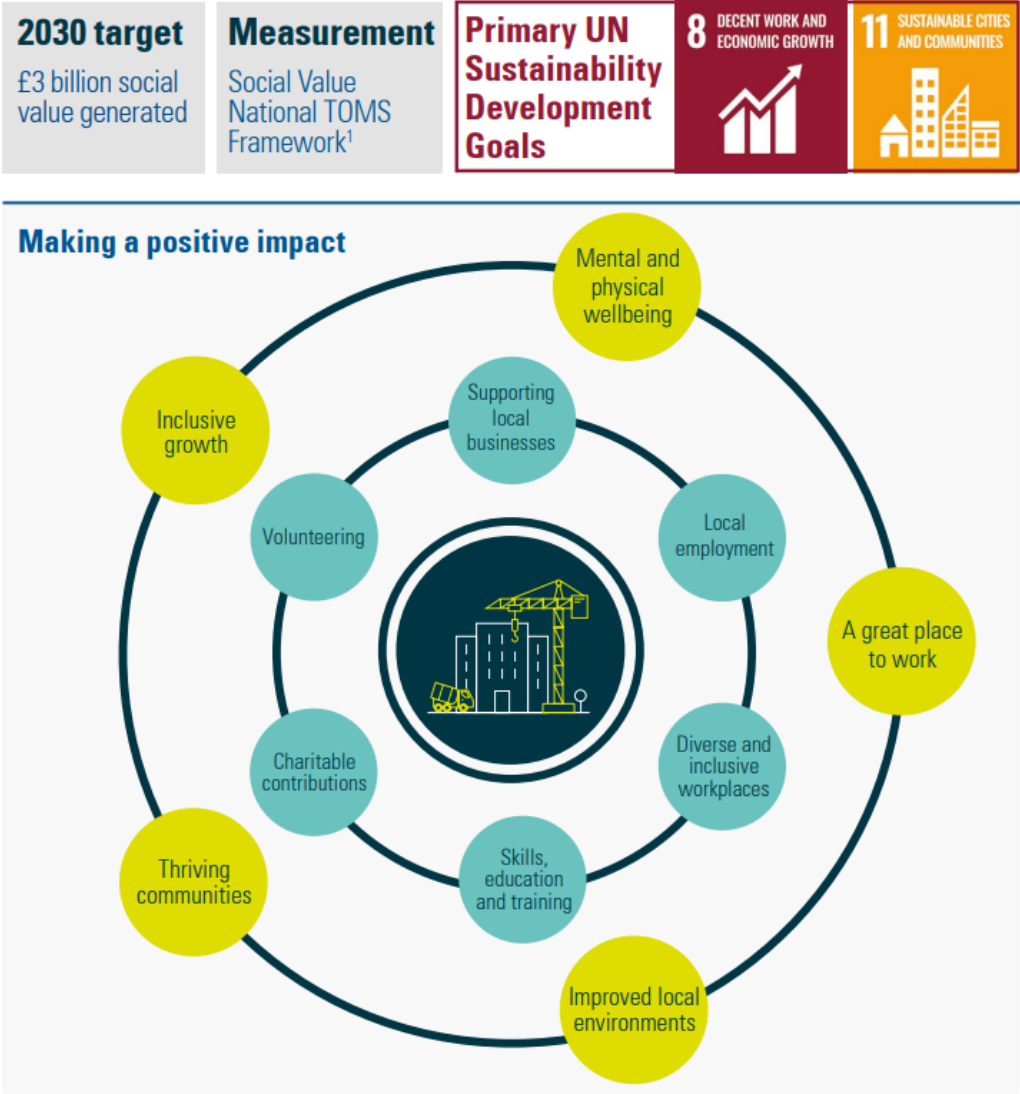 2030 target
£3 billion social
value generated
Measurement
Social Value
National TOMS
Framework¹
Primary UN
Sustainability
Development
Goals
8 DECENT WORK AND
ECONOMIC GROWTH
11 SUSTAINABLE CITIES
AND COMMUNITIES
Making a positive impact
Mental and
physical
wellbeing
Inclusive
growth
Supporting
local
businesses
Volunteering
Local
employment
A great place
to work
Charitable
contributions
Diverse and
inclusive
workplaces
Thriving
communities
Skills,
education
and training
Improved local
environments